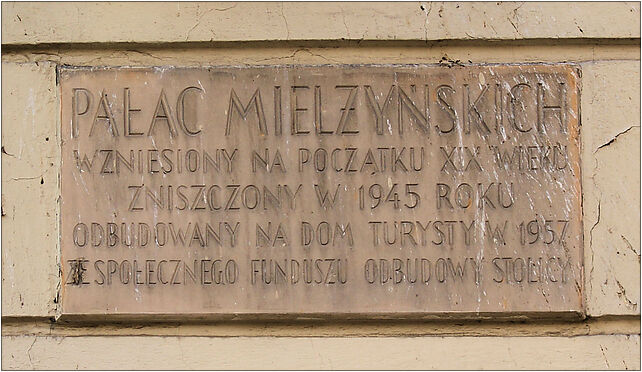 PAŁAC MIELZYNSKICH
WZNIESIONY NA POCZĄTKU XIX WIEKU
ZNISZCZONY W 1945 ROKU
ODBUDOWANY NA DOM TURYSTY W 1957
ZE SPOŁECZNEGO FUNDUSZU ODBUDOWY STOLICY